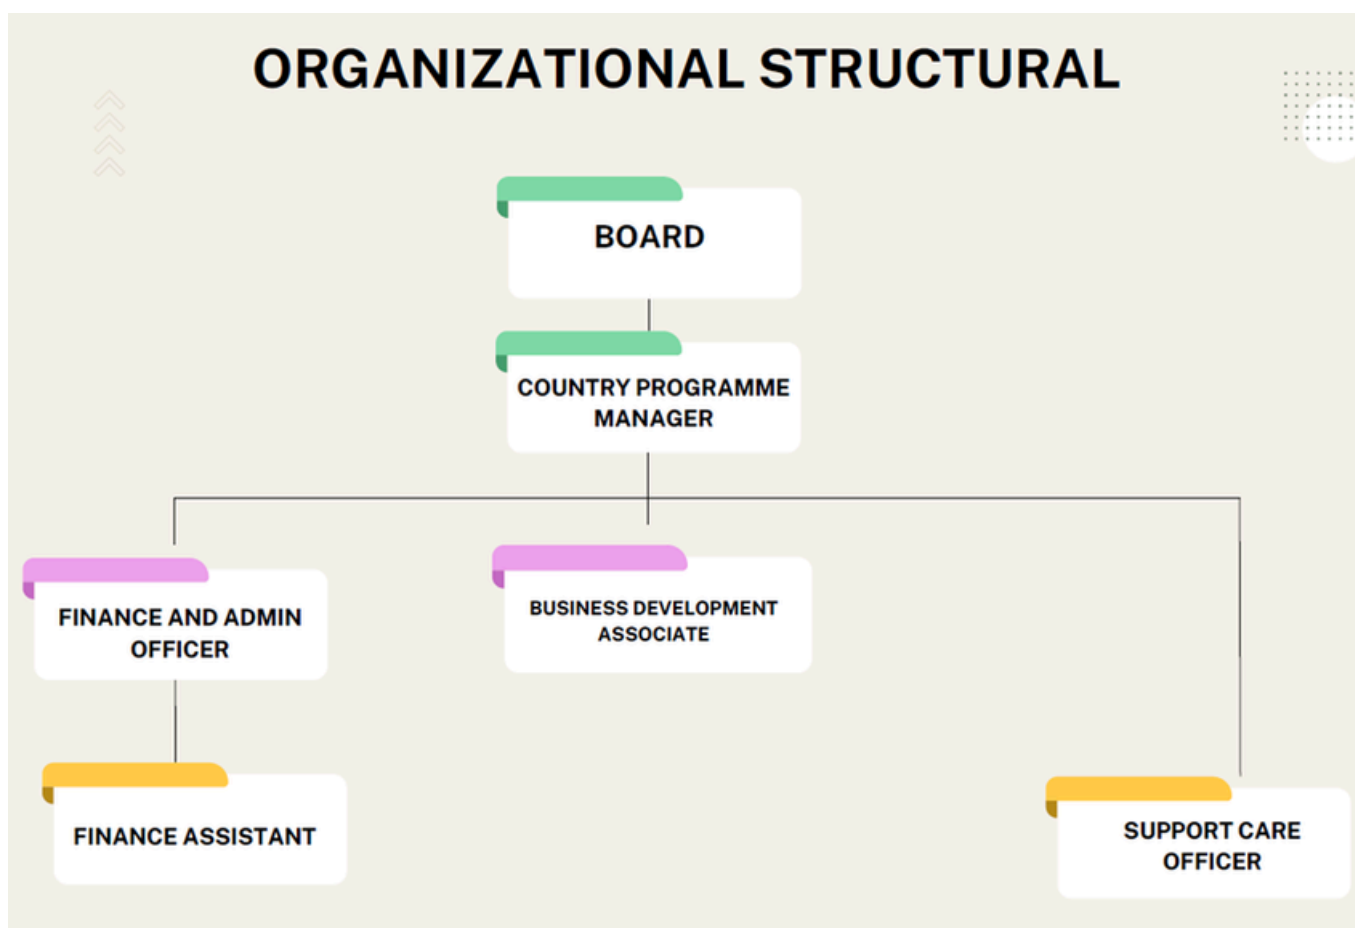 ORGANIZATIONAL STRUCTURAL
BOARD
COUNTRY PROGRAMME
MANAGER
FINANCE AND ADMIN
OFFICER
BUSINESS DEVELOPMENT
ASSOCIATE
FINANCE ASSISTANT
SUPPORT CARE
OFFICER